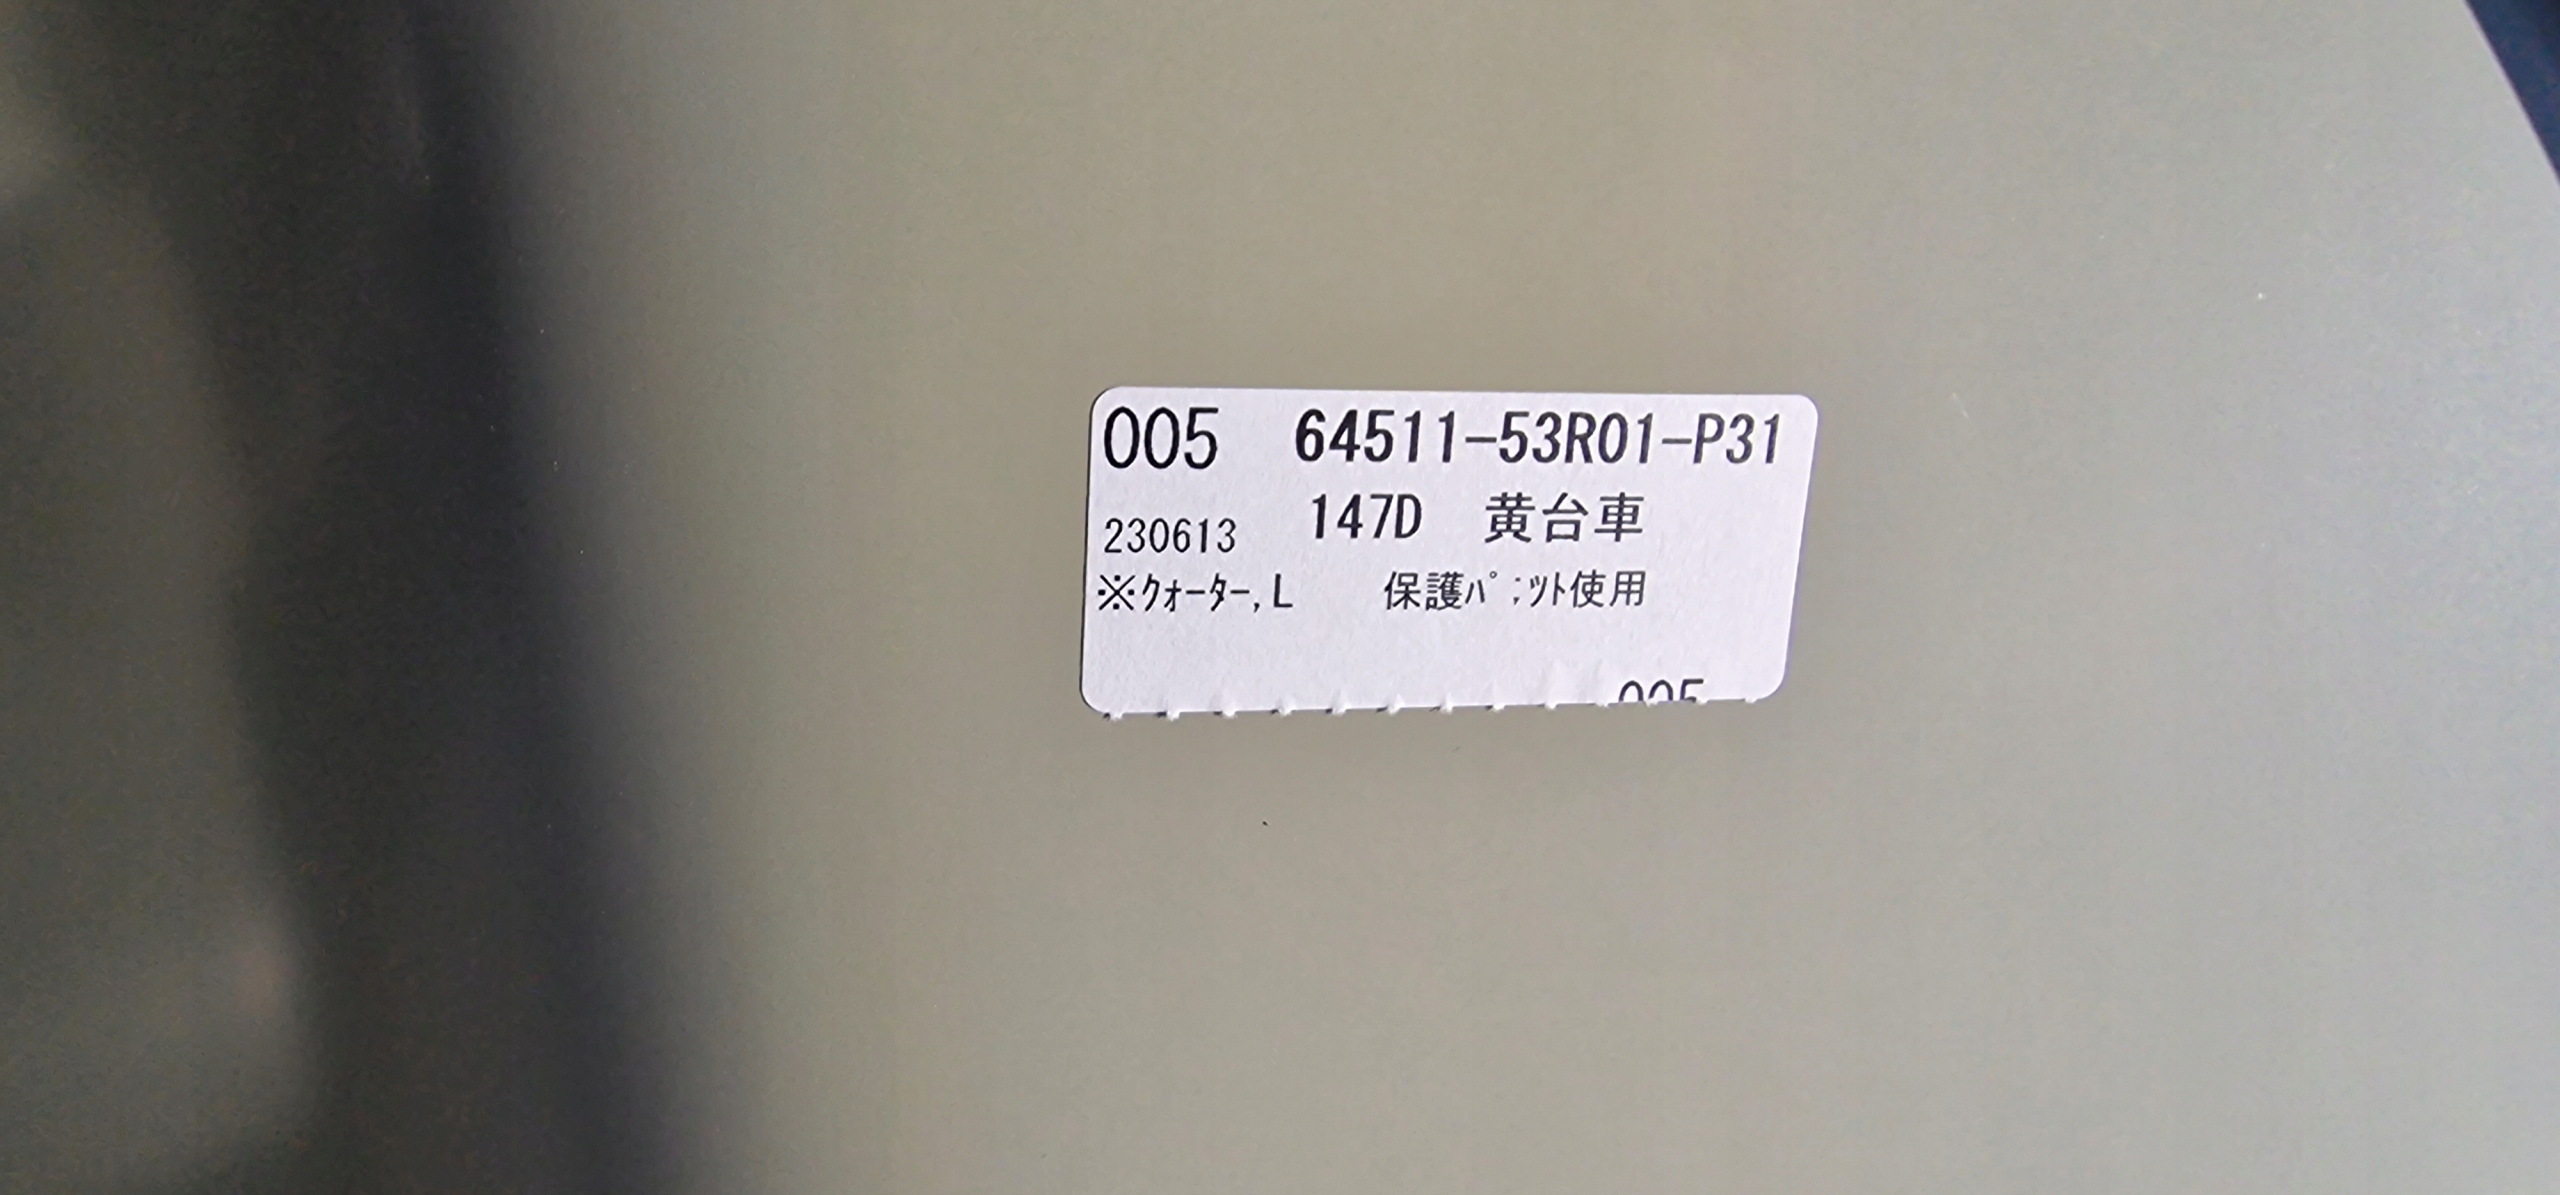 005 64511-53R01-P31
230613 147D 黄台車
※ｸｫｰﾀｰ,L 保護ﾊﾟ;ｯﾄ使用
005